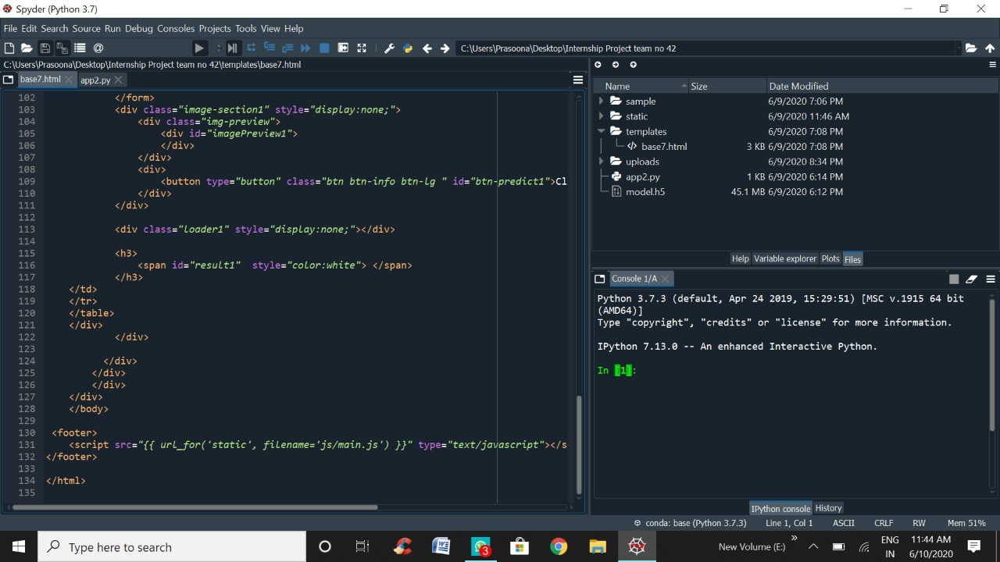 Spyder (Python 3.7)
File Edit Search Source Run Debug Consoles Projects Tools View Help
C:\Users\Prasoona\Desktop\Internship Project team no 42
C:\Users\Prasoona\Desktop\Internship Project team no 42\templates\base7.html
base7.html
app2.py
102 </form>
103 <div class="image-section1"  style="display:none;">
104 <div class="img-preview">
105 <div id="imagePreview1">
106 </div>
107 </div>
108 <div>
109 <button type="button" class="btn btn-info btn-lg " id="btn-predict1">Cl
110 </div>
111 </div>
112
113 <div class="loader1" style="display:none;"></div>
114
115 <h3>
116 <span id="result1"  style="color:white"> </span>
117 </h3>
118 </td>
119 </tr>
120 </table>
121 </div>
122 </div>
123
124 </div>
125 </div>
126 </div>
127 </div>
128 </body>
129
130 <footer>
131 <script src="{{ url_for('static', filename='js/main.js') }}" type="text/javascript"></s
132 </footer>
133
134 </html>
135
Name Size Date Modified
sample 6/9/2020 7:06 PM
static 6/9/2020 11:46 AM
templates 6/9/2020 7:08 PM
base7.html 3 KB 6/9/2020 7:08 PM
uploads 6/9/2020 8:34 PM
app2.py 1 KB 6/9/2020 6:14 PM
model.h5 45.1 MB 6/9/2020 6:12 PM
Help Variable explorer Plots Files
Console 1/A
Python 3.7.3 (default, Apr 24 2019, 15:29:51) [MSC v.1915 64 bit
(AMD64)]
Type "copyright", "credits" or "license" for more information.
IPython 7.13.0 -- An enhanced Interactive Python.
In [1]:
IPython console History
conda: base (Python 3.7.3) Line 1, Col 1 ASCII CRLF RW Mem 51%
Type here to search
3
New Volume (E:)
ENG
IN
11:44 AM
6/10/2020